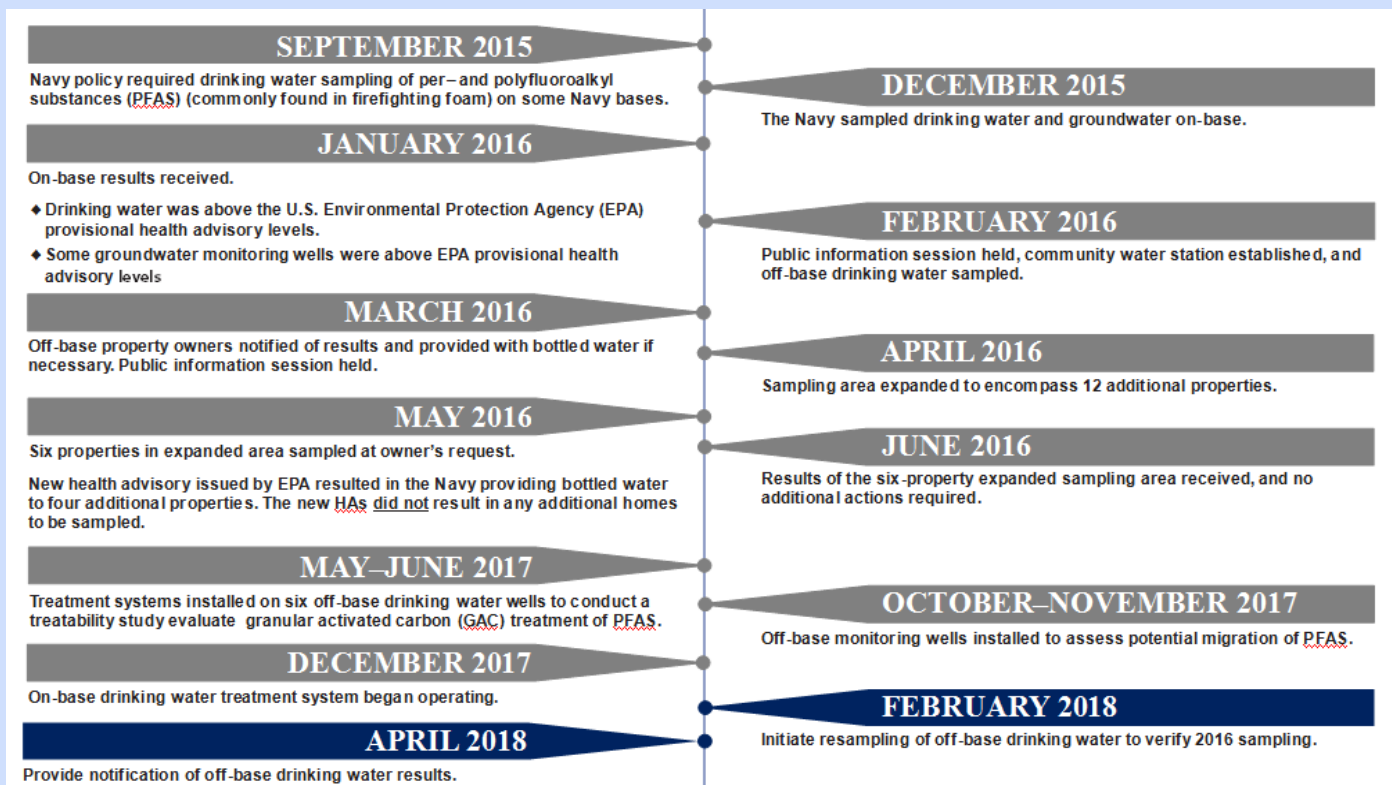 SEPTEMBER 2015
Navy policy required drinking water sampling of per– and polyfluoroalkyl
substances (PFAS) (commonly found in firefighting foam) on some Navy bases.
DECEMBER 2015
The Navy sampled drinking water and groundwater on-base.
JANUARY 2016
On-base results received.
◆ Drinking water was above the U.S. Environmental Protection Agency (EPA)
provisional health advisory levels.
◆ Some groundwater monitoring wells were above EPA provisional health
advisory levels
FEBRUARY 2016
Public information session held, community water station established, and
off-base drinking water sampled.
MARCH 2016
Off-base property owners notified of results and provided with bottled water if
necessary. Public information session held.
APRIL 2016
Sampling area expanded to encompass 12 additional properties.
MAY 2016
Six properties in expanded area sampled at owner’s request.
New health advisory issued by EPA resulted in the Navy providing bottled water
to four additional properties. The new HAs did not result in any additional homes
to be sampled.
JUNE 2016
Results of the six-property expanded sampling area received, and no
additional actions required.
MAY–JUNE 2017
Treatment systems installed on six off-base drinking water wells to conduct a
treatability study evaluate granular activated carbon (GAC) treatment of PFAS.
OCTOBER–NOVEMBER 2017
Off-base monitoring wells installed to assess potential migration of PFAS.
DECEMBER 2017
On-base drinking water treatment system began operating.
FEBRUARY 2018
Initiate resampling of off-base drinking water to verify 2016 sampling.
APRIL 2018
Provide notification of off-base drinking water results.